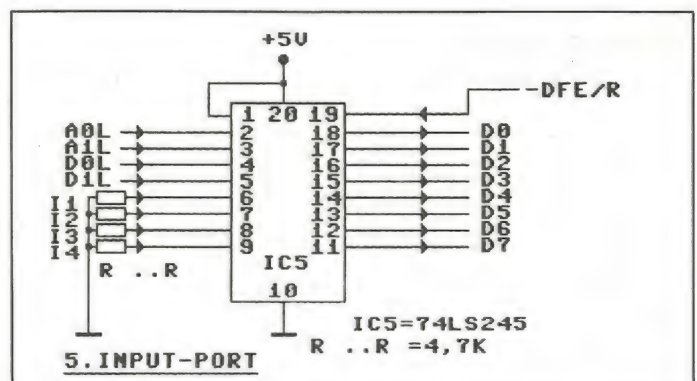 +5V
-DFE/R
1 20 19
A0L 2 18 D0
A1L 3 17 D1
D0L 4 16 D2
D1L 5 15 D3
I1 6 14 D4
I2 7 13 D5
I3 8 12 D6
I4 9 11 D7
R ..R IC5
10
IC5=74LS245
R ..R =4,7K
5.INPUT-PORT